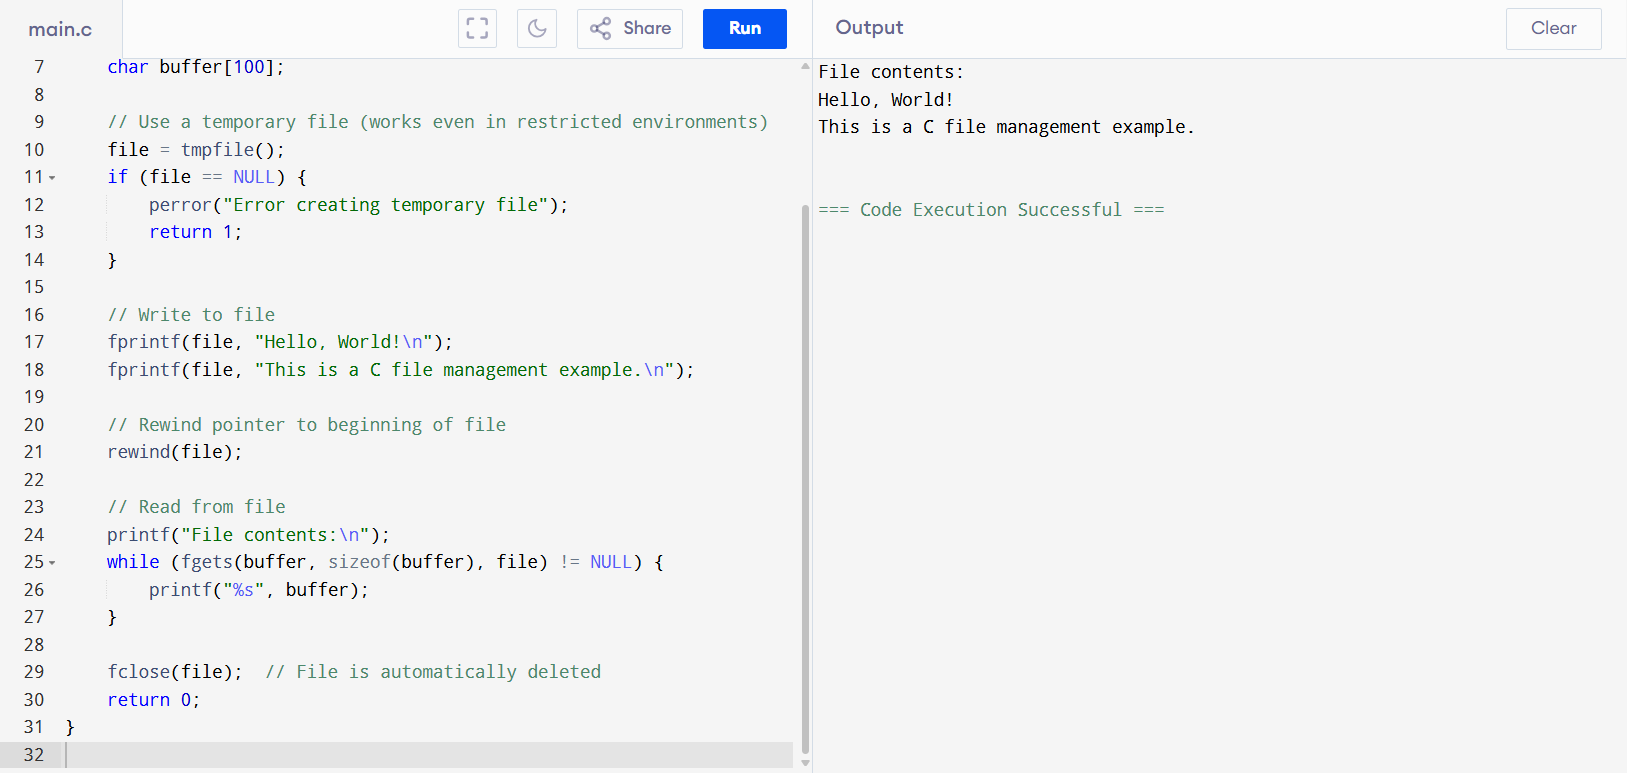 main.c
Share
Run
Output
Clear
7 char buffer[100];
8
9 // Use a temporary file (works even in restricted environments)
10 file = tmpfile();
11 if (file == NULL) {
12 perror("Error creating temporary file");
13 return 1;
14 }
15
16 // Write to file
17 fprintf(file, "Hello, World!\n");
18 fprintf(file, "This is a C file management example.\n");
19
20 // Rewind pointer to beginning of file
21 rewind(file);
22
23 // Read from file
24 printf("File contents:\n");
25 while (fgets(buffer, sizeof(buffer), file) != NULL) {
26 printf("%s", buffer);
27 }
28
29 fclose(file);  // File is automatically deleted
30 return 0;
31 }
32
File contents:
Hello, World!
This is a C file management example.
=== Code Execution Successful ===